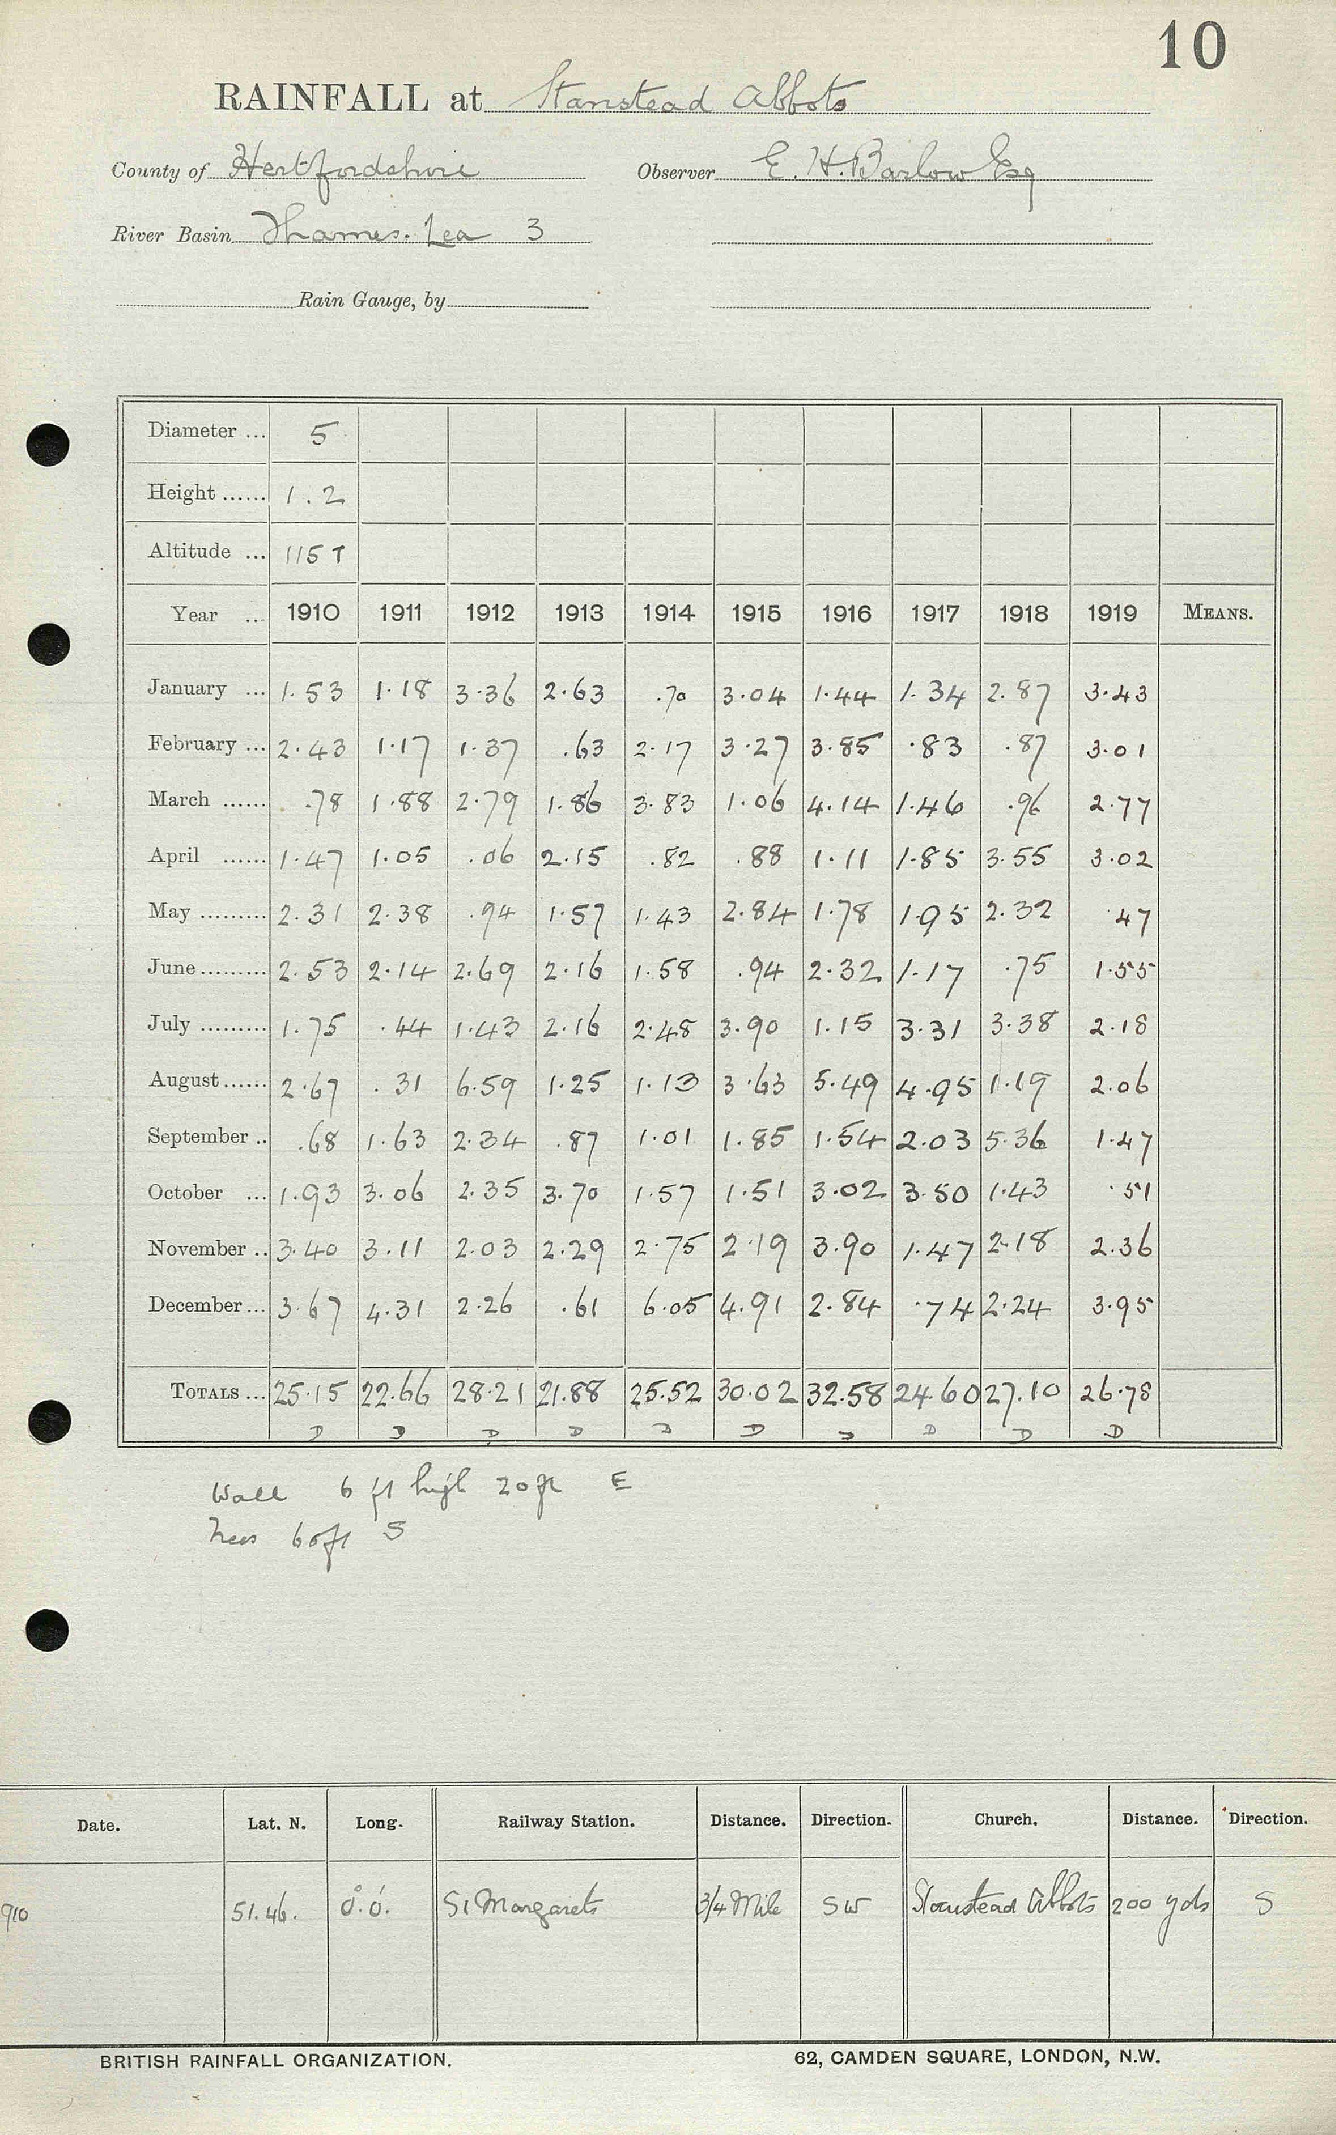 10
RAINFALL at Stanstead Abbots
County of Hertfordshire Observer E. H. Barlow Esq
River Basin Thames. Lea 3
Rain Gauge, by
Diameter ... 5
Height ...... 1.2
Altitude ... 115 T
Year ... 1910 1911 1912 1913 1914 1915 1916 1917 1918 1919 MEANS.
January ... 1.53 1.18 3.36 2.63 .70 3.04 1.44 1.34 2.87 3.43
February ... 2.43 1.17 1.37 .63 2.17 3.27 3.85 .83 .87 3.01
March ...... .78 1.88 2.79 1.86 3.83 1.06 4.14 1.46 .96 2.77
April ...... 1.47 1.05 .06 2.15 .82 .88 1.11 1.85 3.55 3.02
May ......... 2.31 2.38 .94 1.57 1.43 2.84 1.78 1.95 2.32 .47
June ......... 2.53 2.14 2.69 2.16 1.58 .94 2.32 1.17 .75 1.55
July ......... 1.75 .44 1.43 2.16 2.48 3.90 1.15 3.31 3.38 2.18
August ...... 2.67 .31 6.59 1.25 1.13 3.63 5.49 4.95 1.19 2.06
September .. .68 1.63 2.34 .87 1.01 1.85 1.54 2.03 5.36 1.47
October ... 1.93 3.06 2.35 3.70 1.57 1.51 3.02 3.50 1.43 .51
November .. 3.40 3.11 2.03 2.29 2.75 2.19 3.90 1.47 2.18 2.36
December ... 3.67 4.31 2.26 .61 6.05 4.91 2.84 .74 2.24 3.95
TOTALS ... 25.15 22.66 28.21 21.88 25.52 30.02 32.58 24.60 27.10 26.78
D D D D D D D D D D
Wall 6 ft high 20 ft E
Trees 60 ft S
Date. Lat. N. Long. Railway Station. Distance. Direction. Church. Distance. Direction.
910 51.46. 0°.0'. St Margarets 3/4 Mile SW Stanstead Abbots 200 yds S
BRITISH RAINFALL ORGANIZATION. 62, CAMDEN SQUARE, LONDON, N.W.